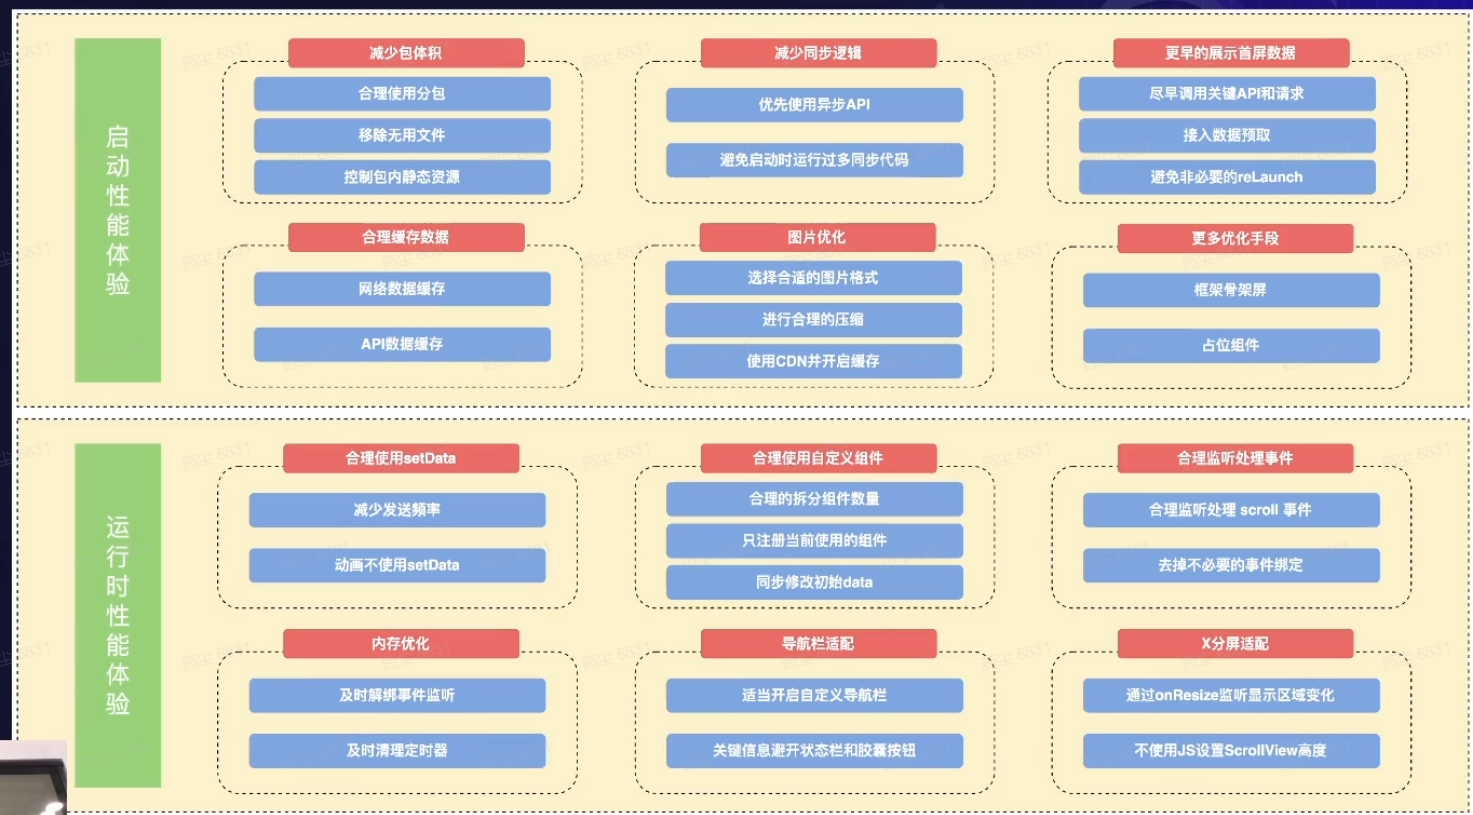 启动性能体验
减少包体积
合理使用分包
移除无用文件
控制包内静态资源
减少同步逻辑
优先使用异步API
避免启动时运行过多同步代码
更早的展示首屏数据
尽早调用关键API和请求
接入数据预取
避免非必要的reLaunch
合理缓存数据
网络数据缓存
API数据缓存
图片优化
选择合适的图片格式
进行合理的压缩
使用CDN并开启缓存
更多优化手段
框架骨架屏
占位组件
运行时性能体验
合理使用setData
减少发送频率
动画不使用setData
合理使用自定义组件
合理的拆分组件数量
只注册当前使用的组件
同步修改初始data
合理监听处理事件
合理监听处理 scroll 事件
去掉不必要的事件绑定
内存优化
及时解绑事件监听
及时清理定时器
导航栏适配
适当开启自定义导航栏
关键信息避开状态栏和胶囊按钮
X分屏适配
通过onResize监听显示区域变化
不使用JS设置ScrollView高度
药尘 6831